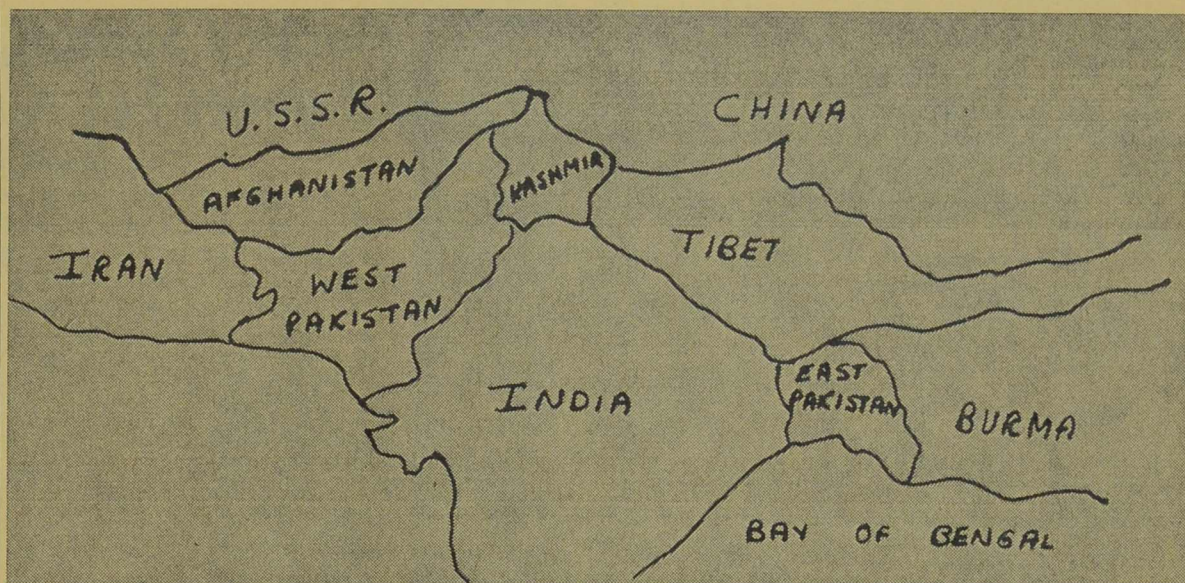 U.S.S.R.
CHINA
AFGHANISTAN
KASHMIR
IRAN
WEST
PAKISTAN
TIBET
INDIA
EAST
PAKISTAN
BURMA
BAY OF BENGAL